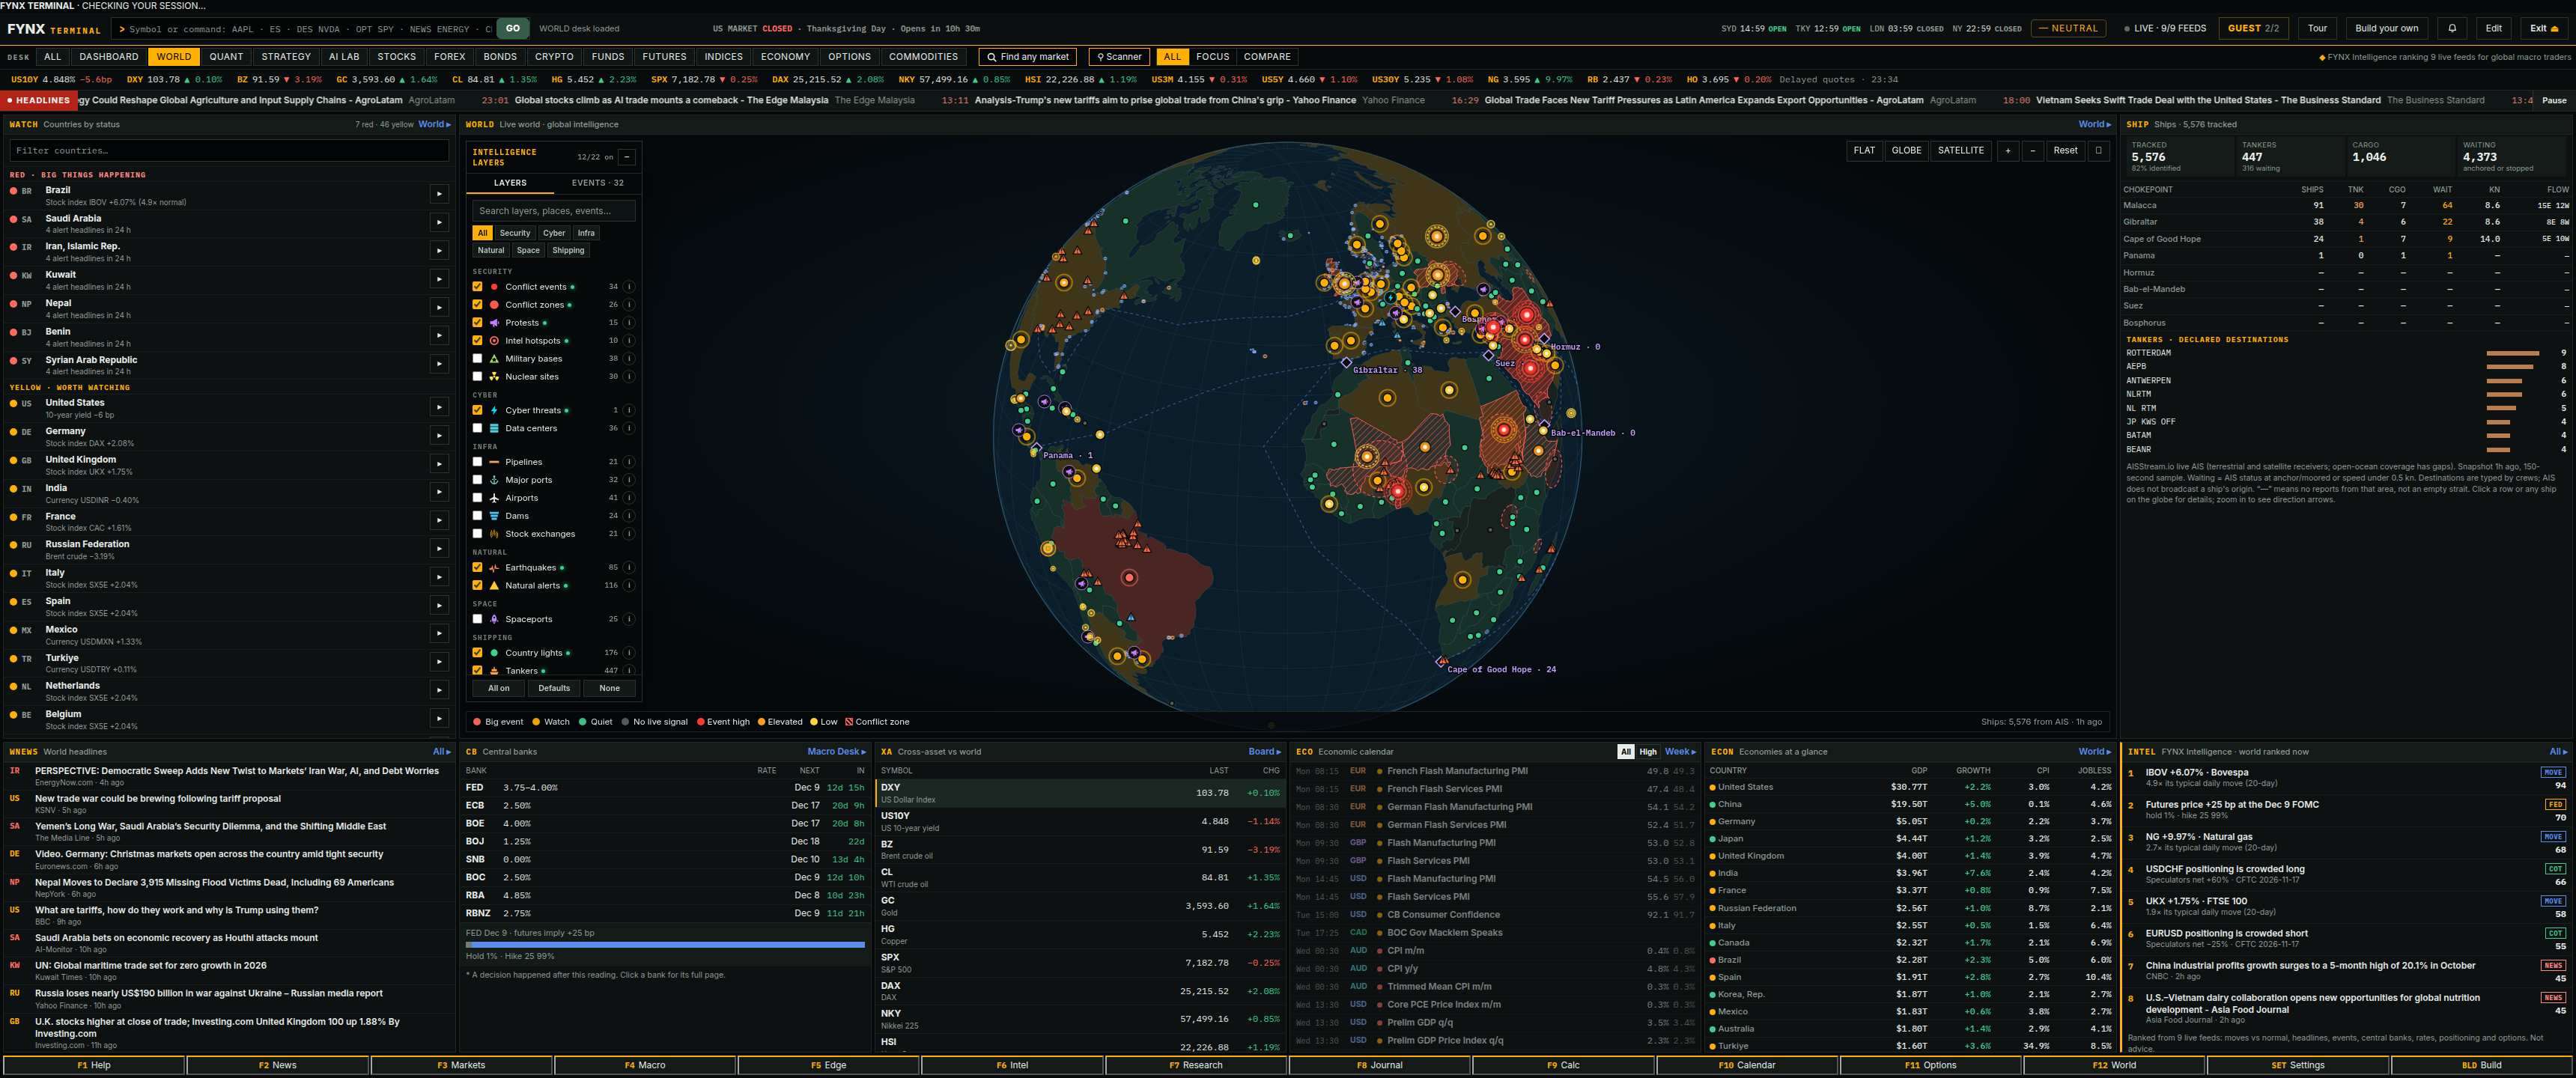 FYNX TERMINAL · CHECKING YOUR SESSION...
FYNX TERMINAL
> Symbol or command: AAPL · ES · DES NVDA · OPT SPY · NEWS ENERGY · C
GO
WORLD desk loaded
US MARKET CLOSED · Thanksgiving Day · Opens in 10h 30m
SYD 14:59 OPEN TKY 12:59 OPEN LDN 03:59 CLOSED NY 22:59 CLOSED
— NEUTRAL
LIVE · 9/9 FEEDS
GUEST 2/2
Tour
Build your own
Edit
Exit
DESK ALL DASHBOARD WORLD QUANT STRATEGY AI LAB STOCKS FOREX BONDS CRYPTO FUNDS FUTURES INDICES ECONOMY OPTIONS COMMODITIES
Find any market
Scanner
ALL FOCUS COMPARE
◆ FYNX Intelligence ranking 9 live feeds for global macro traders
US10Y 4.848% -5.6bp DXY 103.78 ▲ 0.10% BZ 91.59 ▼ 3.19% GC 3,593.60 ▲ 1.64% CL 84.81 ▲ 1.35% HG 5.452 ▲ 2.23% SPX 7,182.78 ▼ 0.25% DAX 25,215.52 ▲ 2.08% NKY 57,499.16 ▲ 0.85% HSI 22,226.88 ▲ 1.19% US3M 4.155 ▼ 0.31% US5Y 4.660 ▼ 1.10% US30Y 5.235 ▼ 1.08% NG 3.595 ▲ 9.97% RB 2.437 ▼ 0.23% HO 3.695 ▼ 0.20% Delayed quotes · 23:34
● HEADLINES
gy Could Reshape Global Agriculture and Input Supply Chains - AgroLatam AgroLatam
23:01 Global stocks climb as AI trade mounts a comeback - The Edge Malaysia The Edge Malaysia
13:11 Analysis-Trump's new tariffs aim to prise global trade from China's grip - Yahoo Finance Yahoo Finance
16:29 Global Trade Faces New Tariff Pressures as Latin America Expands Export Opportunities - AgroLatam AgroLatam
18:00 Vietnam Seeks Swift Trade Deal with the United States - The Business Standard The Business Standard
13:4
Pause
WATCH Countries by status
7 red · 46 yellow World ▸
Filter countries…
RED · BIG THINGS HAPPENING
BR Brazil
Stock index IBOV +6.07% (4.9× normal)
SA Saudi Arabia
4 alert headlines in 24 h
IR Iran, Islamic Rep.
4 alert headlines in 24 h
KW Kuwait
4 alert headlines in 24 h
NP Nepal
4 alert headlines in 24 h
BJ Benin
4 alert headlines in 24 h
SY Syrian Arab Republic
4 alert headlines in 24 h
YELLOW · WORTH WATCHING
US United States
10-year yield −6 bp
DE Germany
Stock index DAX +2.08%
GB United Kingdom
Stock index UKX +1.75%
IN India
Currency USDINR −0.40%
FR France
Stock index CAC +1.61%
RU Russian Federation
Brent crude −3.19%
IT Italy
Stock index SX5E +2.04%
ES Spain
Stock index SX5E +2.04%
MX Mexico
Currency USDMXN +1.33%
TR Turkiye
Currency USDTRY +0.11%
NL Netherlands
Stock index SX5E +2.04%
BE Belgium
Stock index SX5E +2.04%
WORLD Live world · global intelligence
World ▸
INTELLIGENCE LAYERS
12/22 on
−
LAYERS
EVENTS · 32
Search layers, places, events…
All Security Cyber Infra
Natural Space Shipping
SECURITY
Conflict events 34 i
Conflict zones 26 i
Protests 15 i
Intel hotspots 10 i
Military bases 38 i
Nuclear sites 30 i
CYBER
Cyber threats 1 i
Data centers 36 i
INFRA
Pipelines 21 i
Major ports 32 i
Airports 41 i
Dams 24 i
Stock exchanges 21 i
NATURAL
Earthquakes 85 i
Natural alerts 116 i
SPACE
Spaceports 25 i
SHIPPING
Country lights 176 i
Tankers 447 i
All on
Defaults
None
FLAT GLOBE SATELLITE + − Reset
Hormuz · 0
Suez
Gibraltar · 38
Bab-el-Mandeb · 0
Panama · 1
Cape of Good Hope · 24
Big event Watch Quiet No live signal Event high Elevated Low Conflict zone
Ships: 5,576 from AIS · 1h ago
SHIP Ships · 5,576 tracked
TRACKED
5,576
82% identified
TANKERS
447
316 waiting
CARGO
1,046
WAITING
4,373
anchored or stopped
CHOKEPOINT SHIPS TNK CGO WAIT KN FLOW
Malacca 91 30 7 64 8.6 15E 12W
Gibraltar 38 4 6 22 8.6 8E 8W
Cape of Good Hope 24 1 7 9 14.0 5E 10W
Panama 1 0 1 1 — —
Hormuz — — — — — —
Bab-el-Mandeb — — — — — —
Suez — — — — — —
Bosphorus — — — — — —
TANKERS · DECLARED DESTINATIONS
ROTTERDAM 9
AEPB 8
ANTWERPEN 6
NLRTM 6
NL RTM 5
JP KWS OFF 4
BATAM 4
BEANR 4
AISStream.io live AIS (terrestrial and satellite receivers; open-ocean coverage has gaps). Snapshot 1h ago, 150-
second sample. Waiting = AIS status at anchor/moored or speed under 0.5 kn. Destinations are typed by crews; AIS
does not broadcast a ship's origin. "—" means no reports from that area, not an empty strait. Click a row or any ship
on the globe for details; zoom in to see direction arrows.
WNEWS World headlines
All ▸
IR PERSPECTIVE: Democratic Sweep Adds New Twist to Markets' Iran War, AI, and Debt Worries
EnergyNow.com · 4h ago
US New trade war could be brewing following tariff proposal
KSNV · 5h ago
SA Yemen's Long War, Saudi Arabia's Security Dilemma, and the Shifting Middle East
The Media Line · 5h ago
DE Video. Germany: Christmas markets open across the country amid tight security
Euronews.com · 6h ago
NP Nepal Moves to Declare 3,915 Missing Flood Victims Dead, Including 69 Americans
NepYork · 6h ago
US What are tariffs, how do they work and why is Trump using them?
BBC · 9h ago
SA Saudi Arabia bets on economic recovery as Houthi attacks mount
Al-Monitor · 10h ago
KW UN: Global maritime trade set for zero growth in 2026
Kuwait Times · 10h ago
RU Russia loses nearly US$190 billion in war against Ukraine – Russian media report
Yahoo Finance · 10h ago
GB U.K. stocks higher at close of trade; Investing.com United Kingdom 100 up 1.88% By
Investing.com
Investing.com · 11h ago
CB Central banks
Macro Desk ▸
BANK RATE NEXT IN
FED 3.75–4.00% Dec 9 12d 15h
ECB 2.50% Dec 17 20d 9h
BOE 4.00% Dec 17 20d 8h
BOJ 1.25% Dec 18 22d
SNB 0.00% Dec 10 13d 4h
BOC 2.50% Dec 9 12d 10h
RBA 4.85% Dec 8 10d 23h
RBNZ 2.75% Dec 9 11d 21h
FED Dec 9 · futures imply +25 bp
Hold 1% · Hike 25 99%
* A decision happened after this reading. Click a bank for its full page.
XA Cross-asset vs world
Board ▸
SYMBOL LAST CHG
DXY 103.78 +0.10%
US Dollar Index
US10Y 4.848 −1.14%
US 10-year yield
BZ 91.59 −3.19%
Brent crude oil
CL 84.81 +1.35%
WTI crude oil
GC 3,593.60 +1.64%
Gold
HG 5.452 +2.23%
Copper
SPX 7,182.78 −0.25%
S&P 500
DAX 25,215.52 +2.08%
DAX
NKY 57,499.16 +0.85%
Nikkei 225
HSI 22,226.88 +1.19%
ECO Economic calendar
All High Week ▸
Mon 08:15 EUR French Flash Manufacturing PMI 49.8 49.3
Mon 08:15 EUR French Flash Services PMI 47.4 48.4
Mon 08:30 EUR German Flash Manufacturing PMI 54.1 54.2
Mon 08:30 EUR German Flash Services PMI 52.4 51.7
Mon 09:30 GBP Flash Manufacturing PMI 53.0 52.8
Mon 09:30 GBP Flash Services PMI 53.0 53.1
Mon 14:45 USD Flash Manufacturing PMI 54.5 56.0
Mon 14:45 USD Flash Services PMI 55.6 57.9
Tue 15:00 USD CB Consumer Confidence 92.1 91.7
Tue 17:25 CAD BOC Gov Macklem Speaks
Wed 00:30 AUD CPI m/m 0.4% 0.8%
Wed 00:30 AUD CPI y/y 4.8% 4.3%
Wed 00:30 AUD Trimmed Mean CPI m/m 0.3% 0.3%
Wed 13:30 USD Core PCE Price Index m/m 0.3% 0.3%
Wed 13:30 USD Prelim GDP q/q 3.5% 3.4%
Wed 13:30 USD Prelim GDP Price Index q/q 2.3% 2.3%
ECON Economies at a glance
World ▸
COUNTRY GDP GROWTH CPI JOBLESS
United States $30.77T +2.2% 3.0% 4.2%
China $19.50T +5.0% 0.1% 4.6%
Germany $5.05T +0.2% 2.2% 3.7%
Japan $4.44T +1.2% 3.2% 2.5%
United Kingdom $4.00T +1.4% 3.9% 4.7%
India $3.96T +7.6% 2.4% 4.2%
France $3.37T +0.8% 0.9% 7.5%
Russian Federation $2.56T +1.0% 8.7% 2.1%
Italy $2.55T +0.5% 1.5% 6.4%
Canada $2.32T +1.7% 2.1% 6.9%
Brazil $2.28T +2.3% 5.0% 6.0%
Spain $1.91T +2.8% 2.7% 10.4%
Korea, Rep. $1.87T +1.0% 2.1% 2.7%
Mexico $1.83T +0.6% 3.8% 2.7%
Australia $1.80T +1.4% 2.9% 4.1%
Turkiye $1.60T +3.6% 34.9% 8.5%
INTEL FYNX Intelligence · world ranked now
All ▸
1 IBOV +6.07% · Bovespa MOVE
4.9× its typical daily move (20-day) 94
2 Futures price +25 bp at the Dec 9 FOMC FED
hold 1% · hike 25 99% 70
3 NG +9.97% · Natural gas MOVE
2.7× its typical daily move (20-day) 68
4 USDCHF positioning is crowded long COT
Speculators net +60% · CFTC 2026-11-17 66
5 UKX +1.75% · FTSE 100 MOVE
1.9× its typical daily move (20-day) 58
6 EURUSD positioning is crowded short COT
Speculators net −25% · CFTC 2026-11-17 55
7 China industrial profits growth surges to a 5-month high of 20.1% in October NEWS
CNBC · 2h ago 45
8 U.S.–Vietnam dairy collaboration opens new opportunities for global nutrition NEWS
development - Asia Food Journal 45
Asia Food Journal · 2h ago
Ranked from 9 live feeds: moves vs normal, headlines, events, central banks, rates, positioning and options. Not
advice.
F1 Help F2 News F3 Markets F4 Macro F5 Edge F6 Intel F7 Research F8 Journal F9 Calc F10 Calendar F11 Options F12 World SET Settings BLD Build